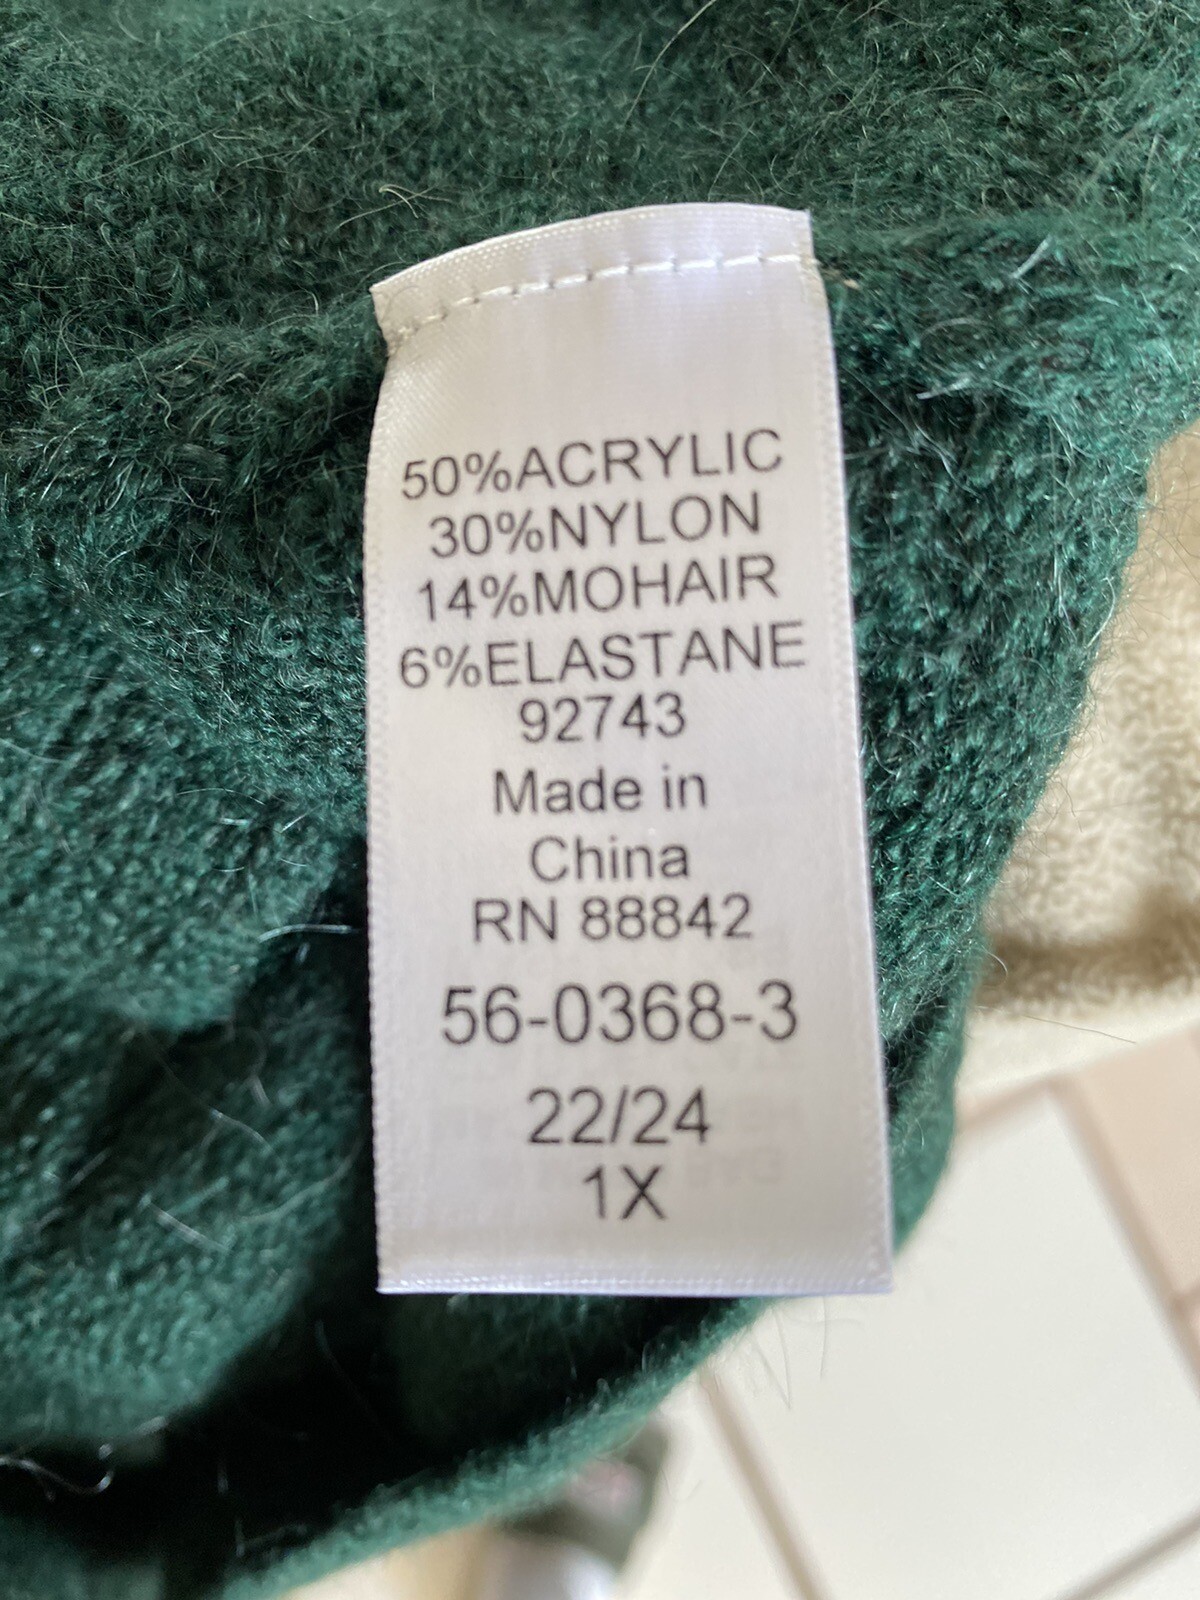 50%ACRYLIC
30%NYLON
14%MOHAIR
6%ELASTANE
92743
Made in
China
RN 88842
56-0368-3
22/24
1X